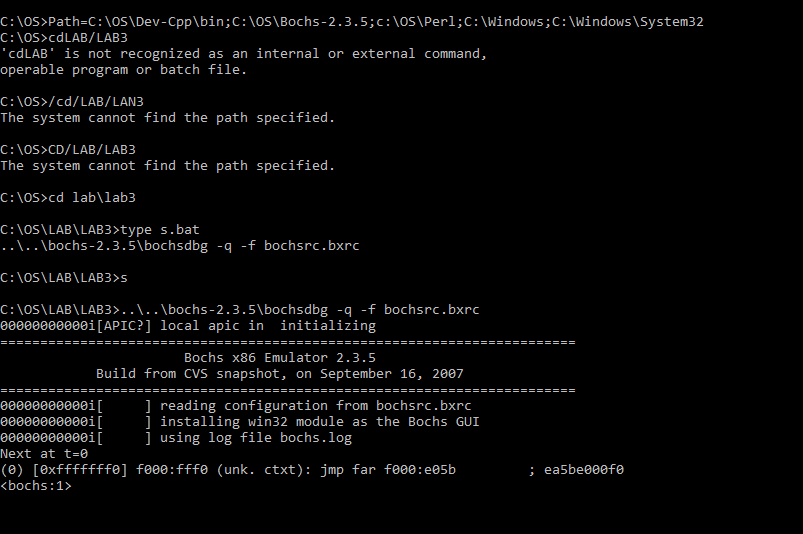 C:\OS>Path=C:\OS\Dev-Cpp\bin;C:\OS\Bochs-2.3.5;c:\OS\Perl;C:\Windows;C:\Windows\System32
C:\OS>cdLAB/LAB3
'cdLAB' is not recognized as an internal or external command,
operable program or batch file.
C:\OS>/cd/LAB/LAN3
The system cannot find the path specified.
C:\OS>CD/LAB/LAB3
The system cannot find the path specified.
C:\OS>cd lab\lab3
C:\OS\LAB\LAB3>type s.bat
..\..\bochs-2.3.5\bochsdbg -q -f bochsrc.bxrc
C:\OS\LAB\LAB3>s
C:\OS\LAB\LAB3>..\..\bochs-2.3.5\bochsdbg -q -f bochsrc.bxrc
00000000000i[APIC?] local apic in  initializing
========================================================================
Bochs x86 Emulator 2.3.5
Build from CVS snapshot, on September 16, 2007
========================================================================
00000000000i[     ] reading configuration from bochsrc.bxrc
00000000000i[     ] installing win32 module as the Bochs GUI
00000000000i[     ] using log file bochs.log
Next at t=0
(0) [0xfffffff0] f000:fff0 (unk. ctxt): jmp far f000:e05b         ; ea5be000f0
<bochs:1>